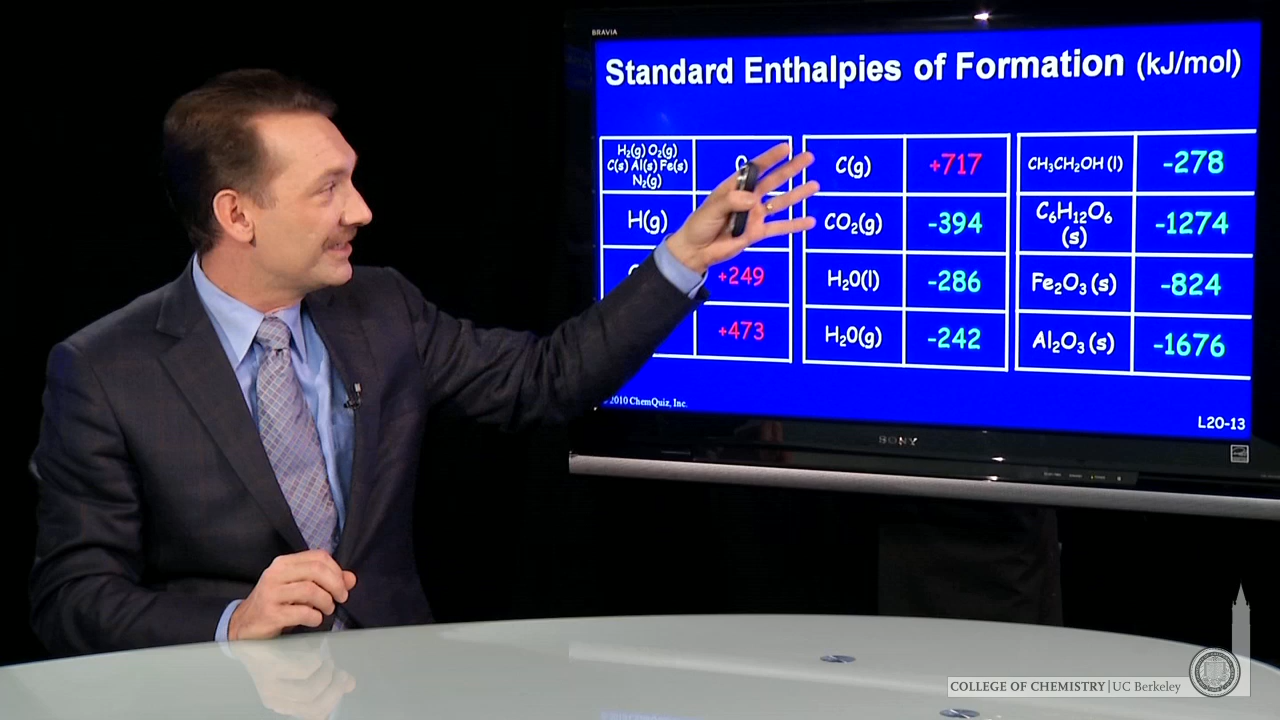 BRAVIA
Standard Enthalpies of Formation (kJ/mol)
H₂(g) O₂(g)
C(s) Al(s) Fe(s)
N₂(g)
H(g)
+249
+473
C(g) +717
CO₂(g) -394
H₂0(l) -286
H₂0(g) -242
CH₃CH₂OH (l) -278
C₆H₁₂O₆
(s) -1274
Fe₂O₃ (s) -824
Al₂O₃ (s) -1676
2010 ChemQuiz, Inc.
L20-13
SONY
COLLEGE OF CHEMISTRY | UC Berkeley